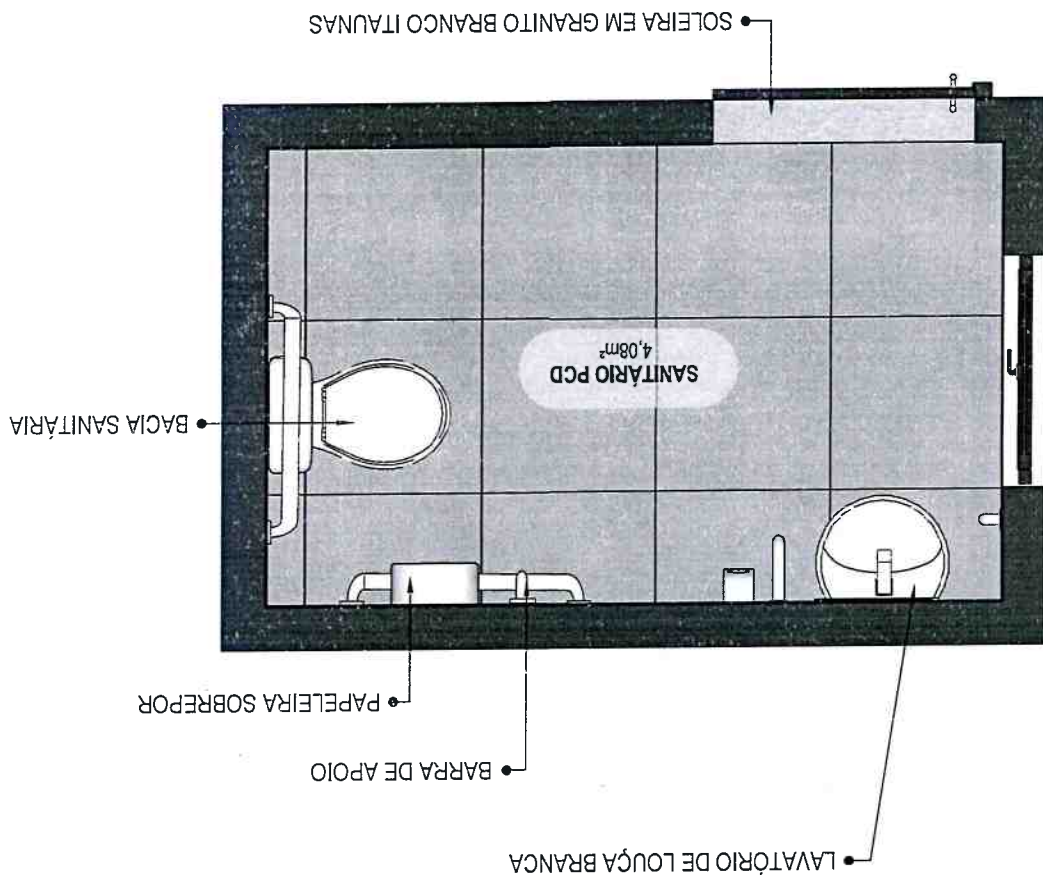 LAVATÓRIO DE LOUÇA BRANCA
BARRA DE APOIO
PAPELEIRA SOBREPOR
BACIA SANITÁRIA
SANITÁRIO PCD
4,08m²
SOLEIRA EM GRANITO BRANCO ITAUNAS